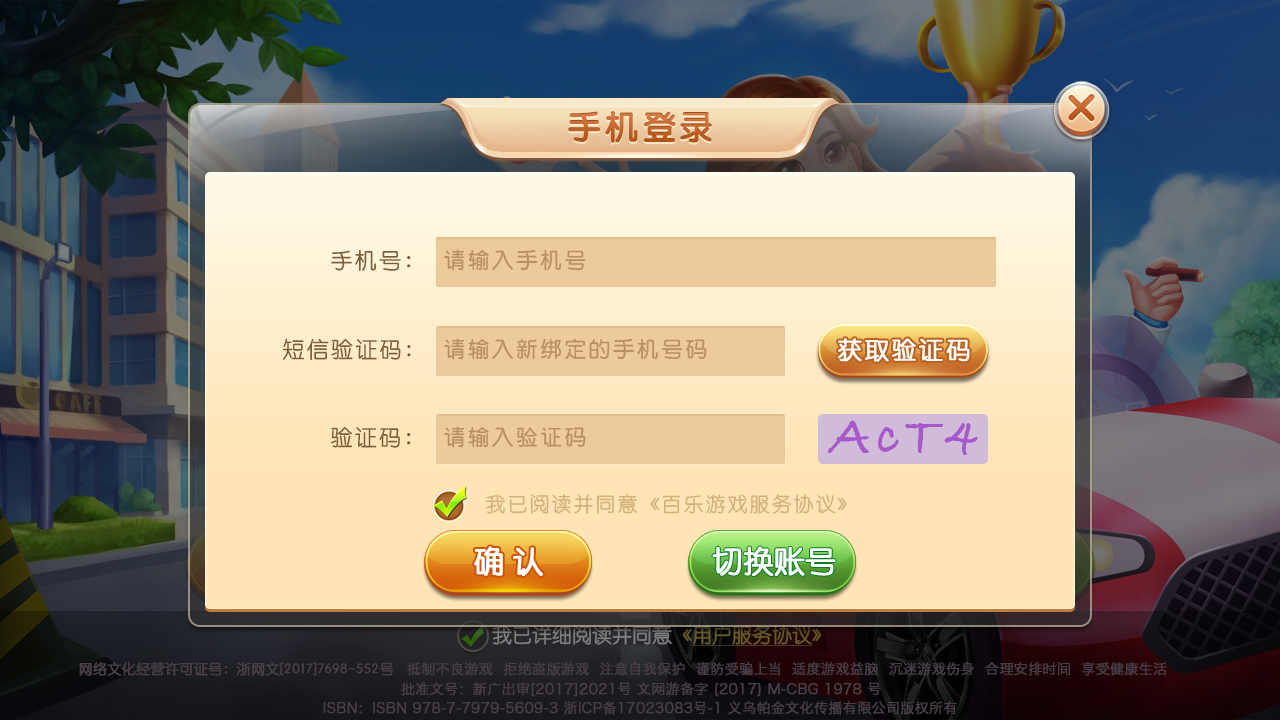 手机登录
手机号：
请输入手机号
短信验证码：
请输入新绑定的手机号码
获取验证码
验证码：
请输入验证码
AcT4
我已阅读并同意《百乐游戏服务协议》
确认
切换账号
CAFE
我已详细阅读并同意《用户服务协议》
网络文化经营许可证号：浙网文[2017]7698-552号 抵制不良游戏 拒绝盗版游戏 注意自我保护 谨防受骗上当 适度游戏益脑 沉迷游戏伤身 合理安排时间 享受健康生活
批准文号：新广出审[2017]2021号 文网游备字 [2017] M-CBG 1978 号
ISBN：ISBN 978-7-7979-5609-3 浙ICP备17023083号-1 义乌帕金文化传播有限公司版权所有